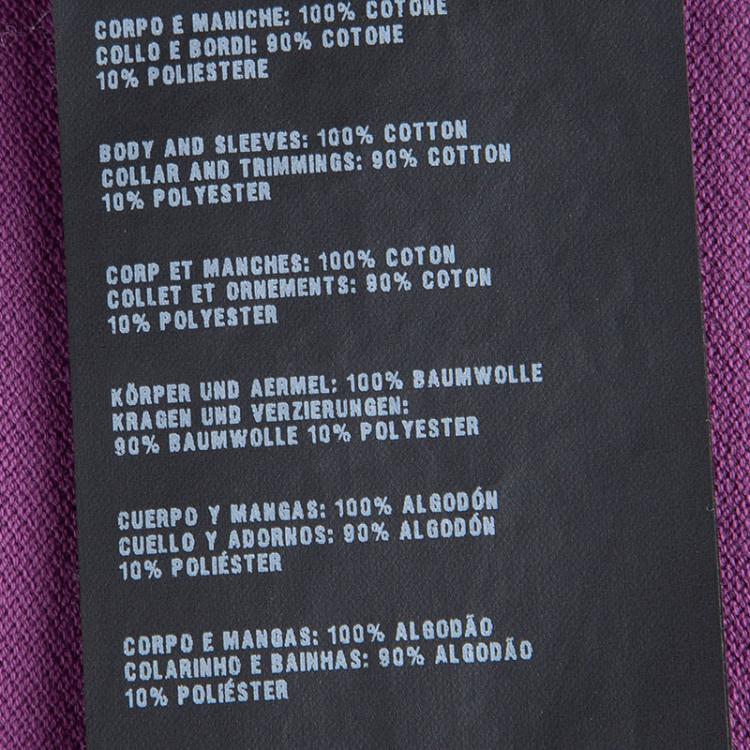 CORPO E MANICHE: 100% COTONE
COLLO E BORDI: 90% COTONE
10% POLIESTERE
BODY AND SLEEVES: 100% COTTON
COLLAR AND TRIMMINGS: 90% COTTON
10% POLYESTER
CORP ET MANCHES: 100% COTON
COLLET ET ORNEMENTS: 90% COTON
10% POLYESTER
KÖRPER UND AERMEL: 100% BAUMWOLLE
KRAGEN UND VERZIERUNGEN:
90% BAUMWOLLE 10% POLYESTER
CUERPO Y MANGAS: 100% ALGODÓN
CUELLO Y ADORNOS: 90% ALGODÓN
10% POLIÉSTER
CORPO E MANGAS: 100% ALGODÃO
COLARINHO E BAINHAS: 90% ALGODÃO
10% POLIÉSTER